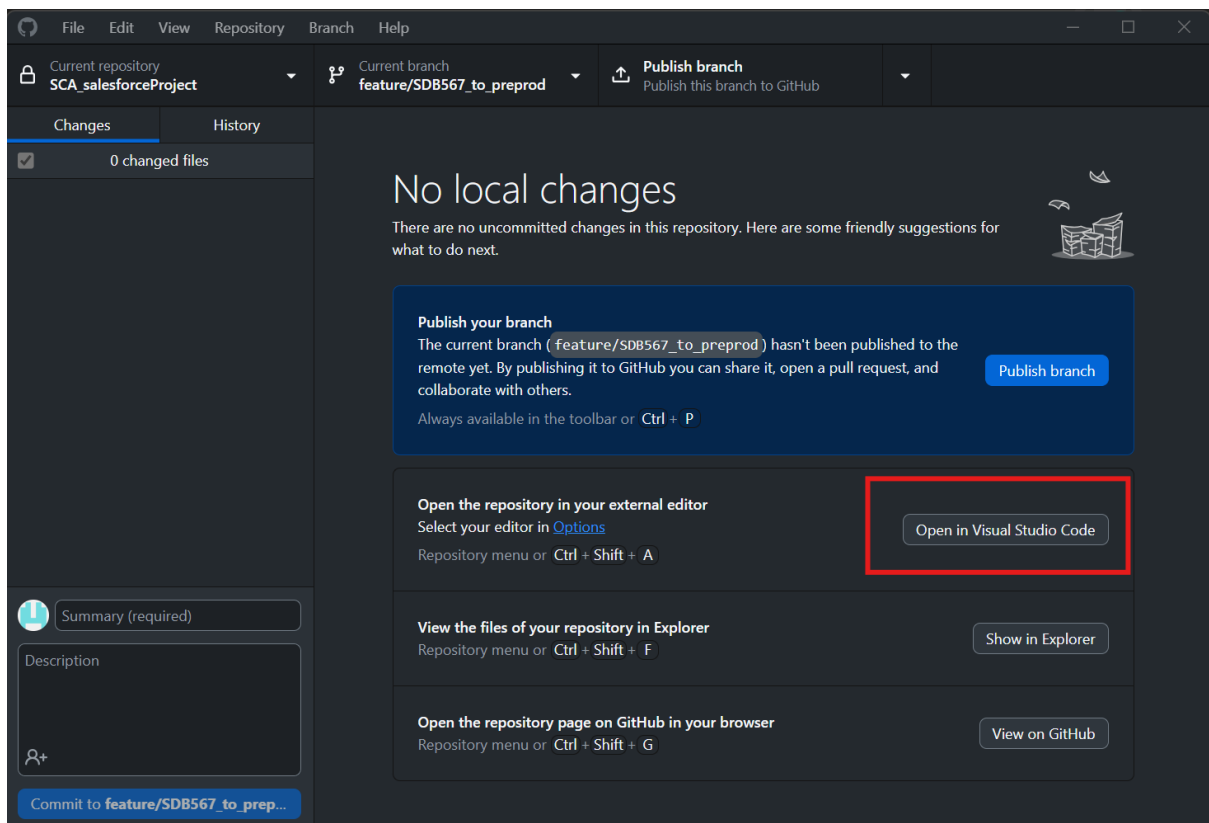 File Edit View Repository Branch Help
Current repository
SCA_salesforceProject
Current branch
feature/SDB567_to_preprod
Publish branch
Publish this branch to GitHub
Changes History
0 changed files
No local changes
There are no uncommitted changes in this repository. Here are some friendly suggestions for
what to do next.
Publish your branch
The current branch (feature/SDB567_to_preprod) hasn't been published to the
remote yet. By publishing it to GitHub you can share it, open a pull request, and
collaborate with others.
Always available in the toolbar or Ctrl + P
Publish branch
Open the repository in your external editor
Select your editor in Options
Repository menu or Ctrl + Shift + A
Open in Visual Studio Code
View the files of your repository in Explorer
Repository menu or Ctrl + Shift + F
Show in Explorer
Open the repository page on GitHub in your browser
Repository menu or Ctrl + Shift + G
View on GitHub
Summary (required)
Description
Commit to feature/SDB567_to_prep...